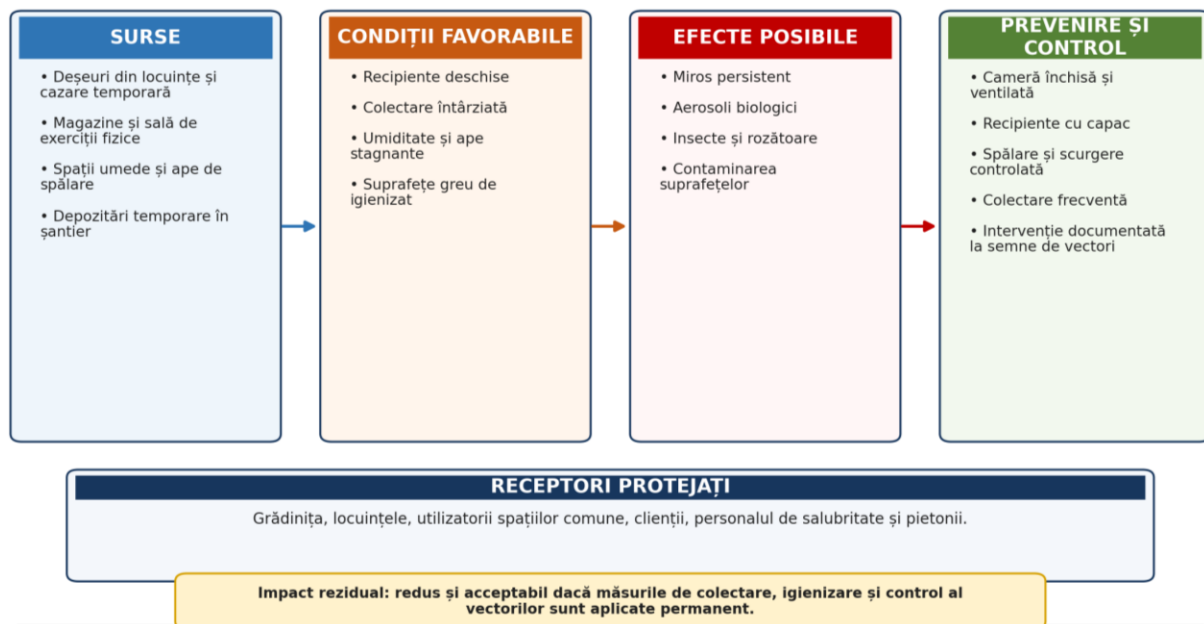 SURSE
• Deșeuri din locuințe și
cazare temporară
• Magazine și sală de
exerciții fizice
• Spații umede și ape de
spălare
• Depozitări temporare în
șantier
CONDIȚII FAVORABILE
• Recipiente deschise
• Colectare întârziată
• Umiditate și ape
stagnante
• Suprafețe greu de
igienizat
EFECTE POSIBILE
• Miros persistent
• Aerosoli biologici
• Insecte și rozătoare
• Contaminarea
suprafețelor
PREVENIRE ȘI
CONTROL
• Cameră închisă și
ventilată
• Recipiente cu capac
• Spălare și scurgere
controlată
• Colectare frecventă
• Intervenție documentată
la semne de vectori
RECEPTORI PROTEJAȚI
Grădinița, locuințele, utilizatorii spațiilor comune, clienții, personalul de salubritate și pietonii.
Impact rezidual: redus și acceptabil dacă măsurile de colectare, igienizare și control al
vectorilor sunt aplicate permanent.